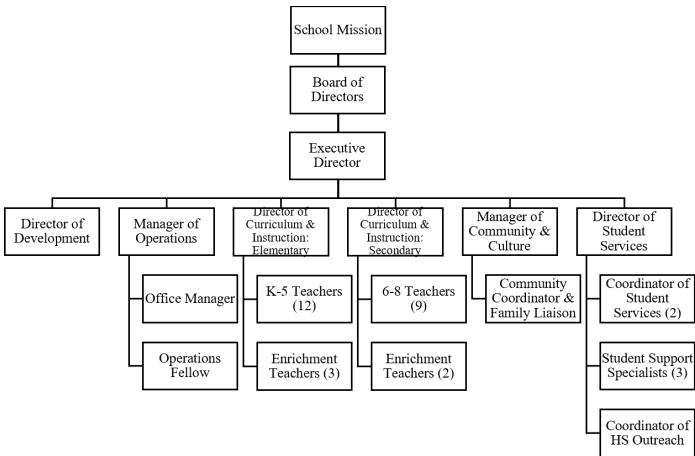 School Mission
Board of
Directors
Executive
Director
Director of
Development
Manager of
Operations
Director of
Curriculum &
Instruction:
Elementary
Director of
Curriculum &
Instruction:
Secondary
Manager of
Community &
Culture
Director of
Student
Services
Office Manager
Operations
Fellow
K-5 Teachers
(12)
Enrichment
Teachers (3)
6-8 Teachers
(9)
Enrichment
Teachers (2)
Community
Coordinator &
Family Liaison
Coordinator of
Student
Services (2)
Student Support
Specialists (3)
Coordinator of
HS Outreach